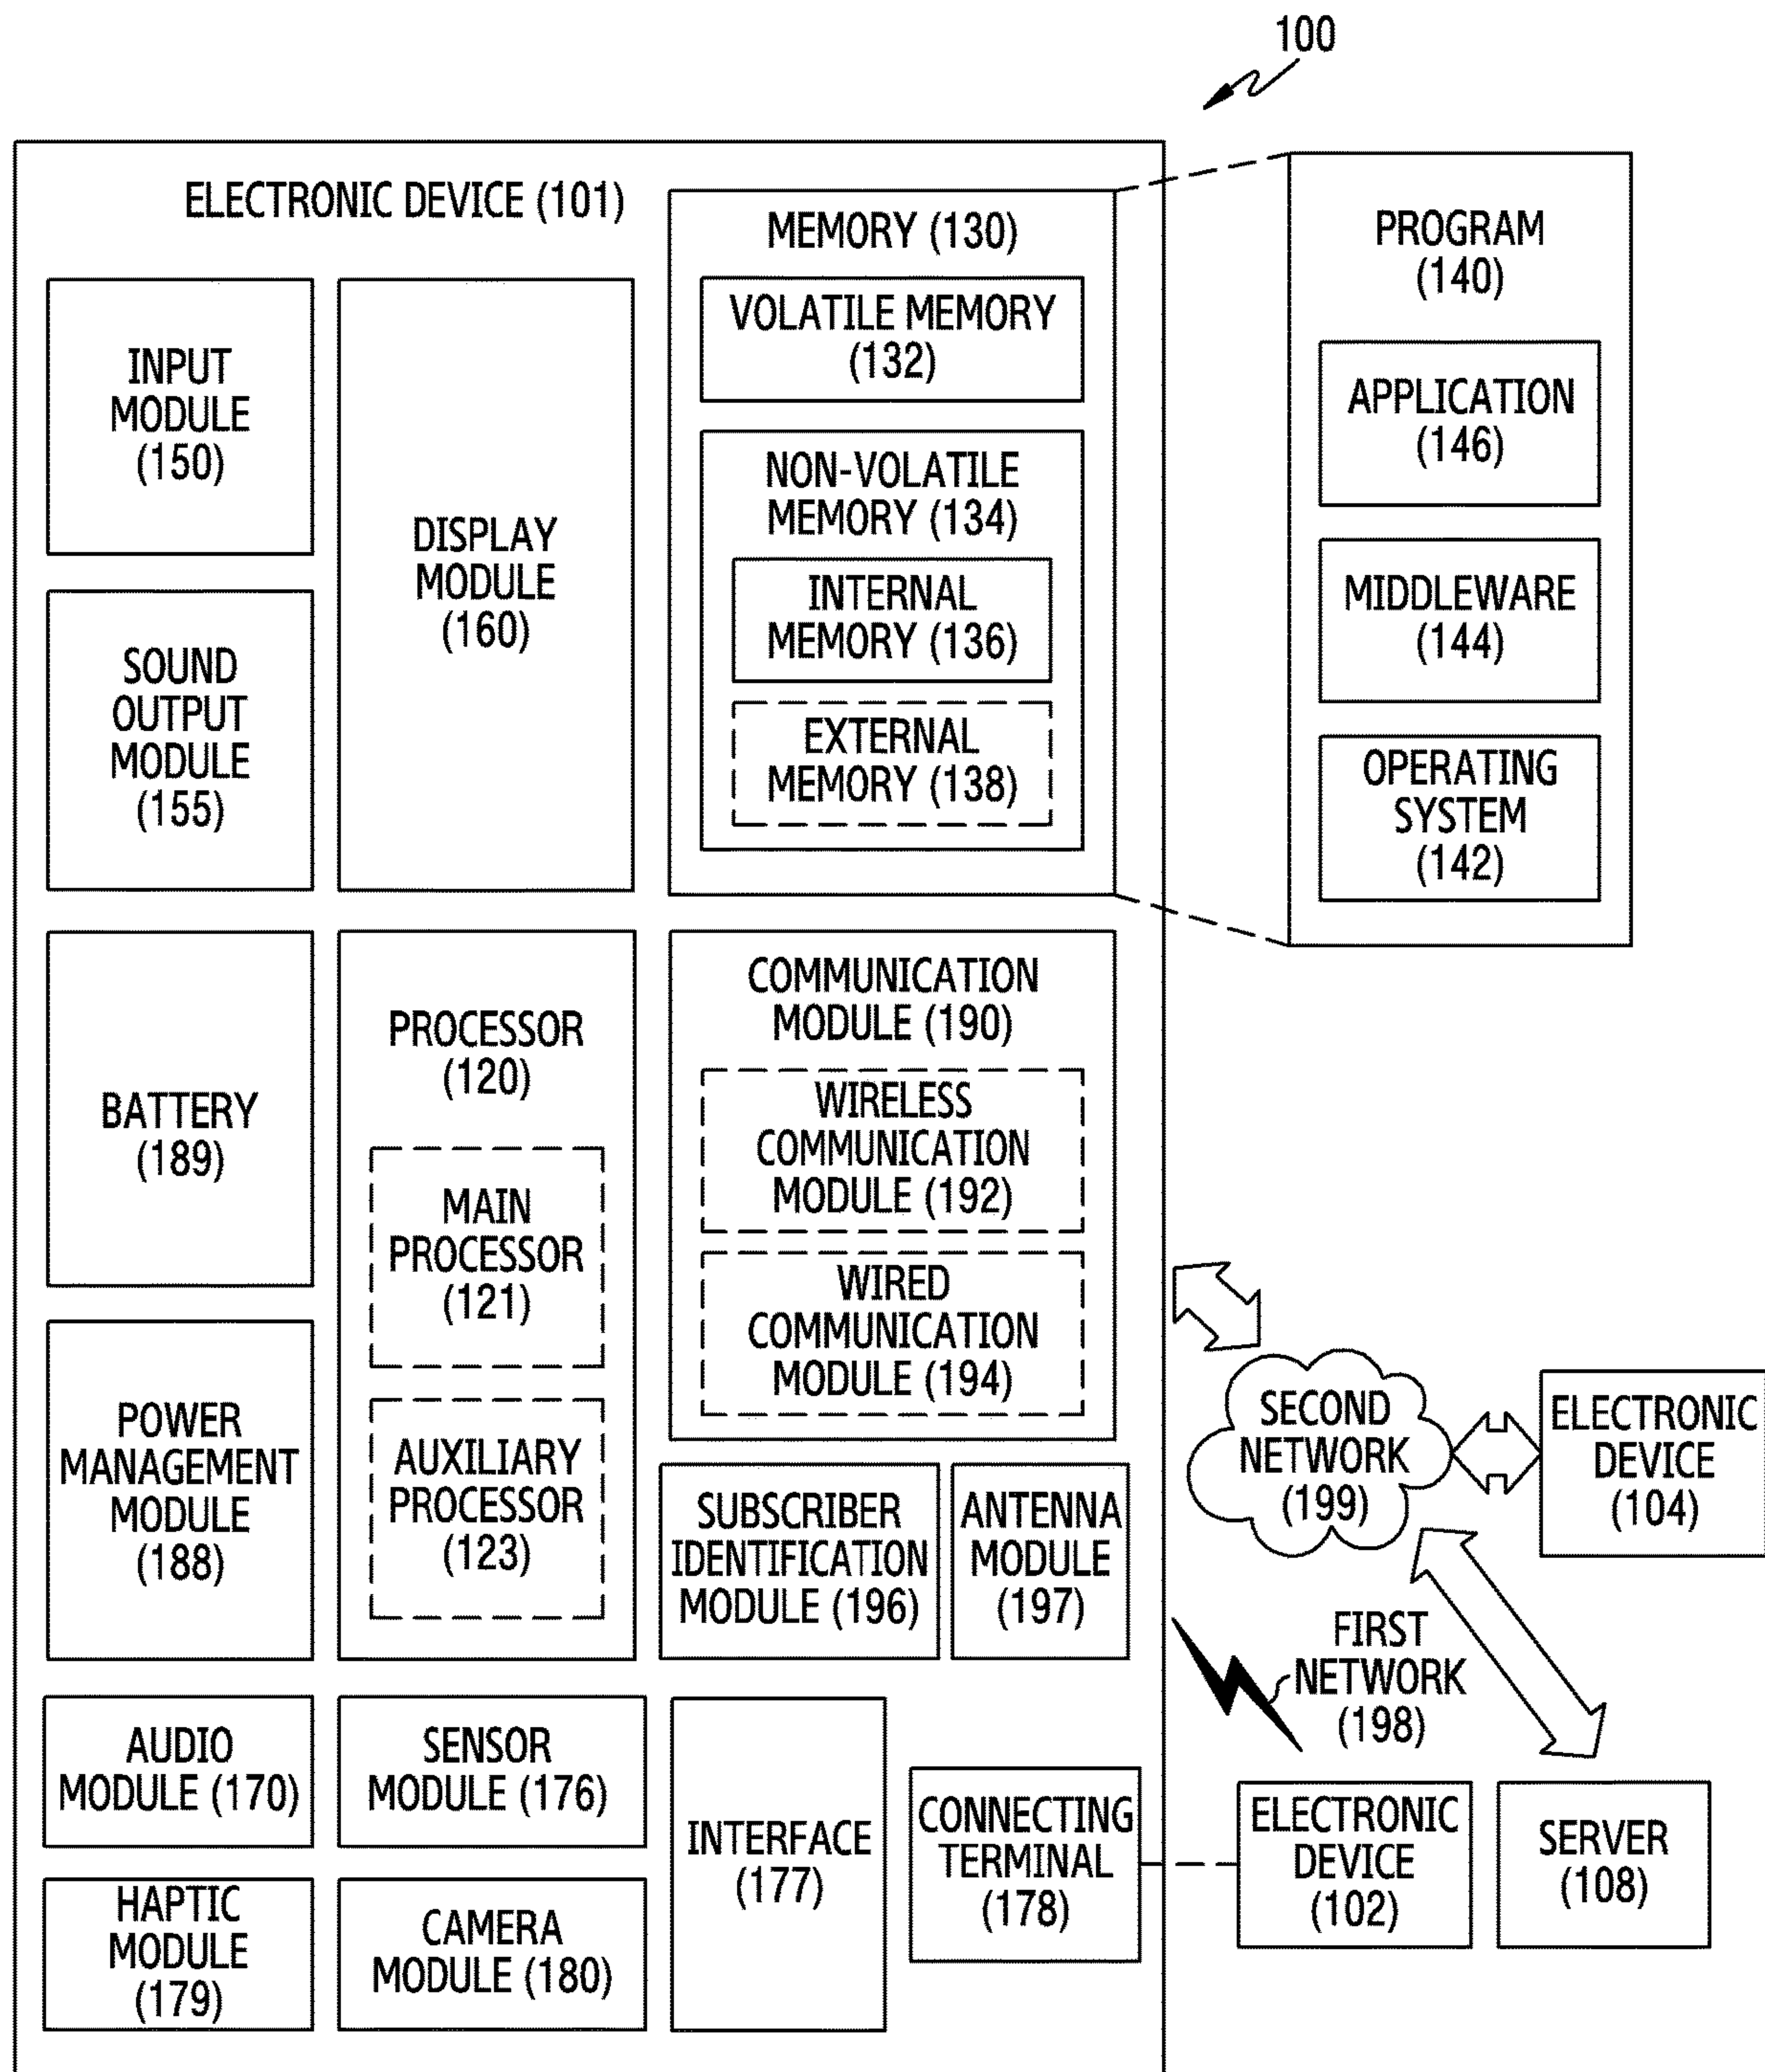 100
ELECTRONIC DEVICE (101)
INPUT
MODULE
(150)
SOUND
OUTPUT
MODULE
(155)
DISPLAY
MODULE
(160)
MEMORY (130)
VOLATILE MEMORY
(132)
NON-VOLATILE
MEMORY (134)
INTERNAL
MEMORY (136)
EXTERNAL
MEMORY (138)
PROGRAM
(140)
APPLICATION
(146)
MIDDLEWARE
(144)
OPERATING
SYSTEM
(142)
BATTERY
(189)
POWER
MANAGEMENT
MODULE
(188)
PROCESSOR
(120)
MAIN
PROCESSOR
(121)
AUXILIARY
PROCESSOR
(123)
COMMUNICATION
MODULE (190)
WIRELESS
COMMUNICATION
MODULE (192)
WIRED
COMMUNICATION
MODULE (194)
SUBSCRIBER
IDENTIFICATION
MODULE (196)
ANTENNA
MODULE
(197)
SECOND
NETWORK
(199)
ELECTRONIC
DEVICE
(104)
FIRST
NETWORK
(198)
AUDIO
MODULE (170)
SENSOR
MODULE (176)
HAPTIC
MODULE
(179)
CAMERA
MODULE (180)
INTERFACE
(177)
CONNECTING
TERMINAL
(178)
ELECTRONIC
DEVICE
(102)
SERVER
(108)